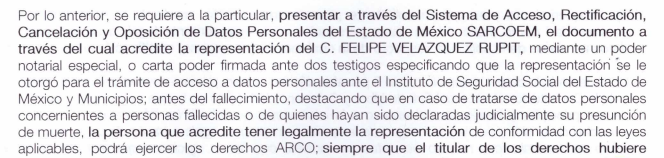 Por lo anterior, se requiere a la particular, presentar a través del Sistema de Acceso, Rectificación,
Cancelación y Oposición de Datos Personales del Estado de México SARCOEM, el documento a
través del cual acredite la representación del C. FELIPE VELAZQUEZ RUPIT, mediante un poder
notarial especial, o carta poder firmada ante dos testigos especificando que la representación se le
otorgó para el trámite de acceso a datos personales ante el Instituto de Seguridad Social del Estado de
México y Municipios; antes del fallecimiento, destacando que en caso de tratarse de datos personales
concernientes a personas fallecidas o de quienes hayan sido declaradas judicialmente su presunción
de muerte, la persona que acredite tener legalmente la representación de conformidad con las leyes
aplicables, podrá ejercer los derechos ARCO; siempre que el titular de los derechos hubiere